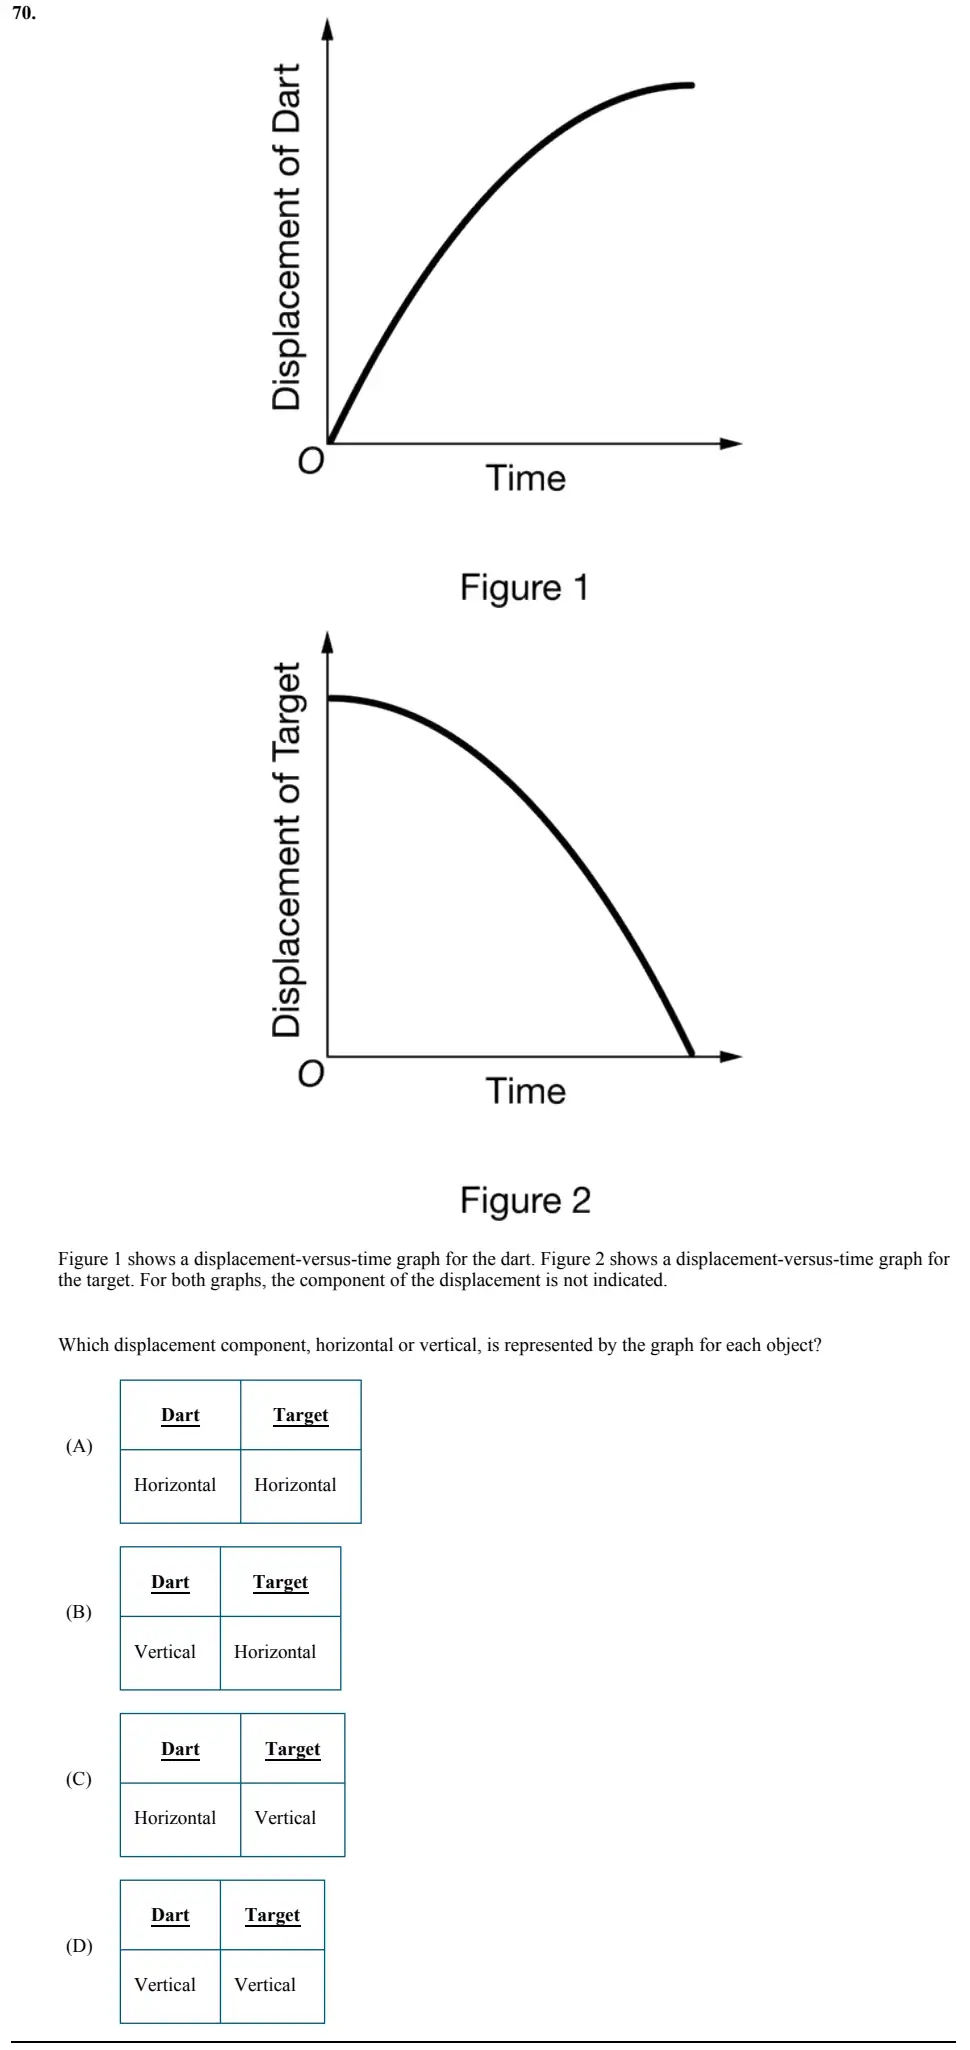 70.
Displacement of Dart
O
Time
Figure 1
Displacement of Target
O
Time
Figure 2
Figure 1 shows a displacement-versus-time graph for the dart. Figure 2 shows a displacement-versus-time graph for
the target. For both graphs, the component of the displacement is not indicated.
Which displacement component, horizontal or vertical, is represented by the graph for each object?
(A)
Dart Target
Horizontal Horizontal
(B)
Dart Target
Vertical Horizontal
(C)
Dart Target
Horizontal Vertical
(D)
Dart Target
Vertical Vertical